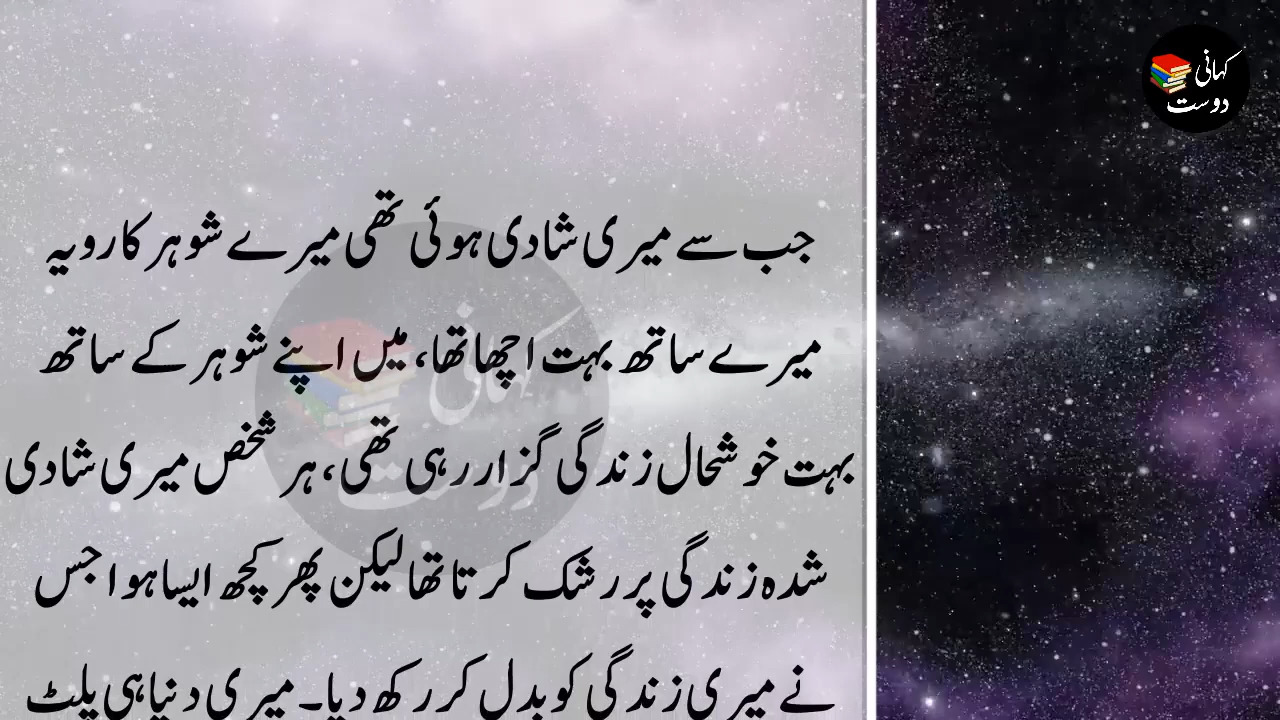 کہانی
دوست
جب سے میری شادی ہوئی تھی میرے شوہر کا رویہ
میرے ساتھ بہت اچھا تھا، میں اپنے شوہر کے ساتھ
بہت خوشحال زندگی گزار رہی تھی، ہر شخص میری شادی
شدہ زندگی پر رشک کرتا تھا لیکن پھر کچھ ایسا ہوا جس
نے میری زندگی کو بدل کر رکھ دیا۔ میری دنیا ہی پلٹ
کہانی
دوست